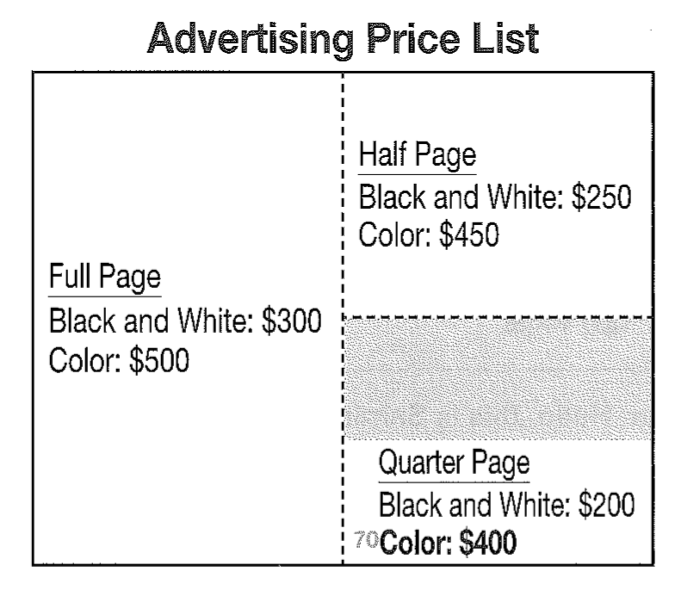 Advertising Price List
Full Page
Black and White: $300
Color: $500
Half Page
Black and White: $250
Color: $450
Quarter Page
Black and White: $200
70 Color: $400